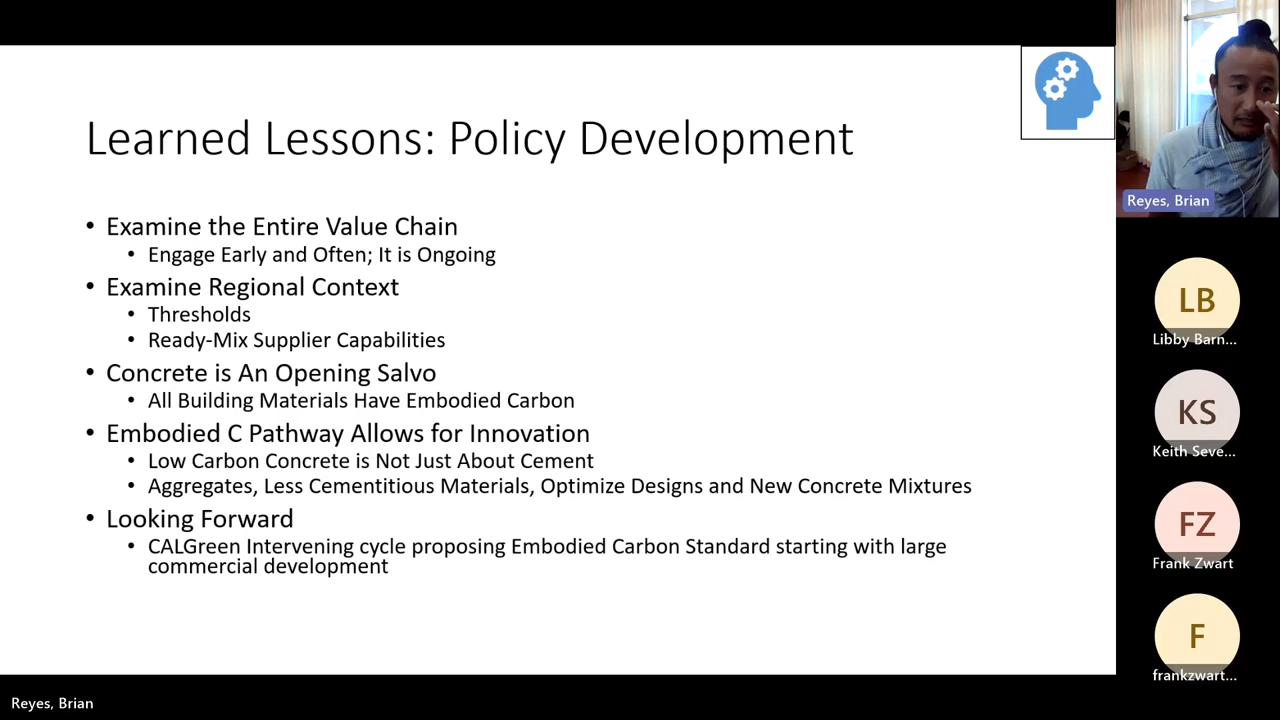 Learned Lessons: Policy Development
• Examine the Entire Value Chain
• Engage Early and Often; It is Ongoing
• Examine Regional Context
• Thresholds
• Ready-Mix Supplier Capabilities
• Concrete is An Opening Salvo
• All Building Materials Have Embodied Carbon
• Embodied C Pathway Allows for Innovation
• Low Carbon Concrete is Not Just About Cement
• Aggregates, Less Cementitious Materials, Optimize Designs and New Concrete Mixtures
• Looking Forward
• CALGreen Intervening cycle proposing Embodied Carbon Standard starting with large
commercial development
Reyes, Brian
LB
Libby Barn...
KS
Keith Seve...
FZ
Frank Zwart
F
frankzwart...
Reyes, Brian